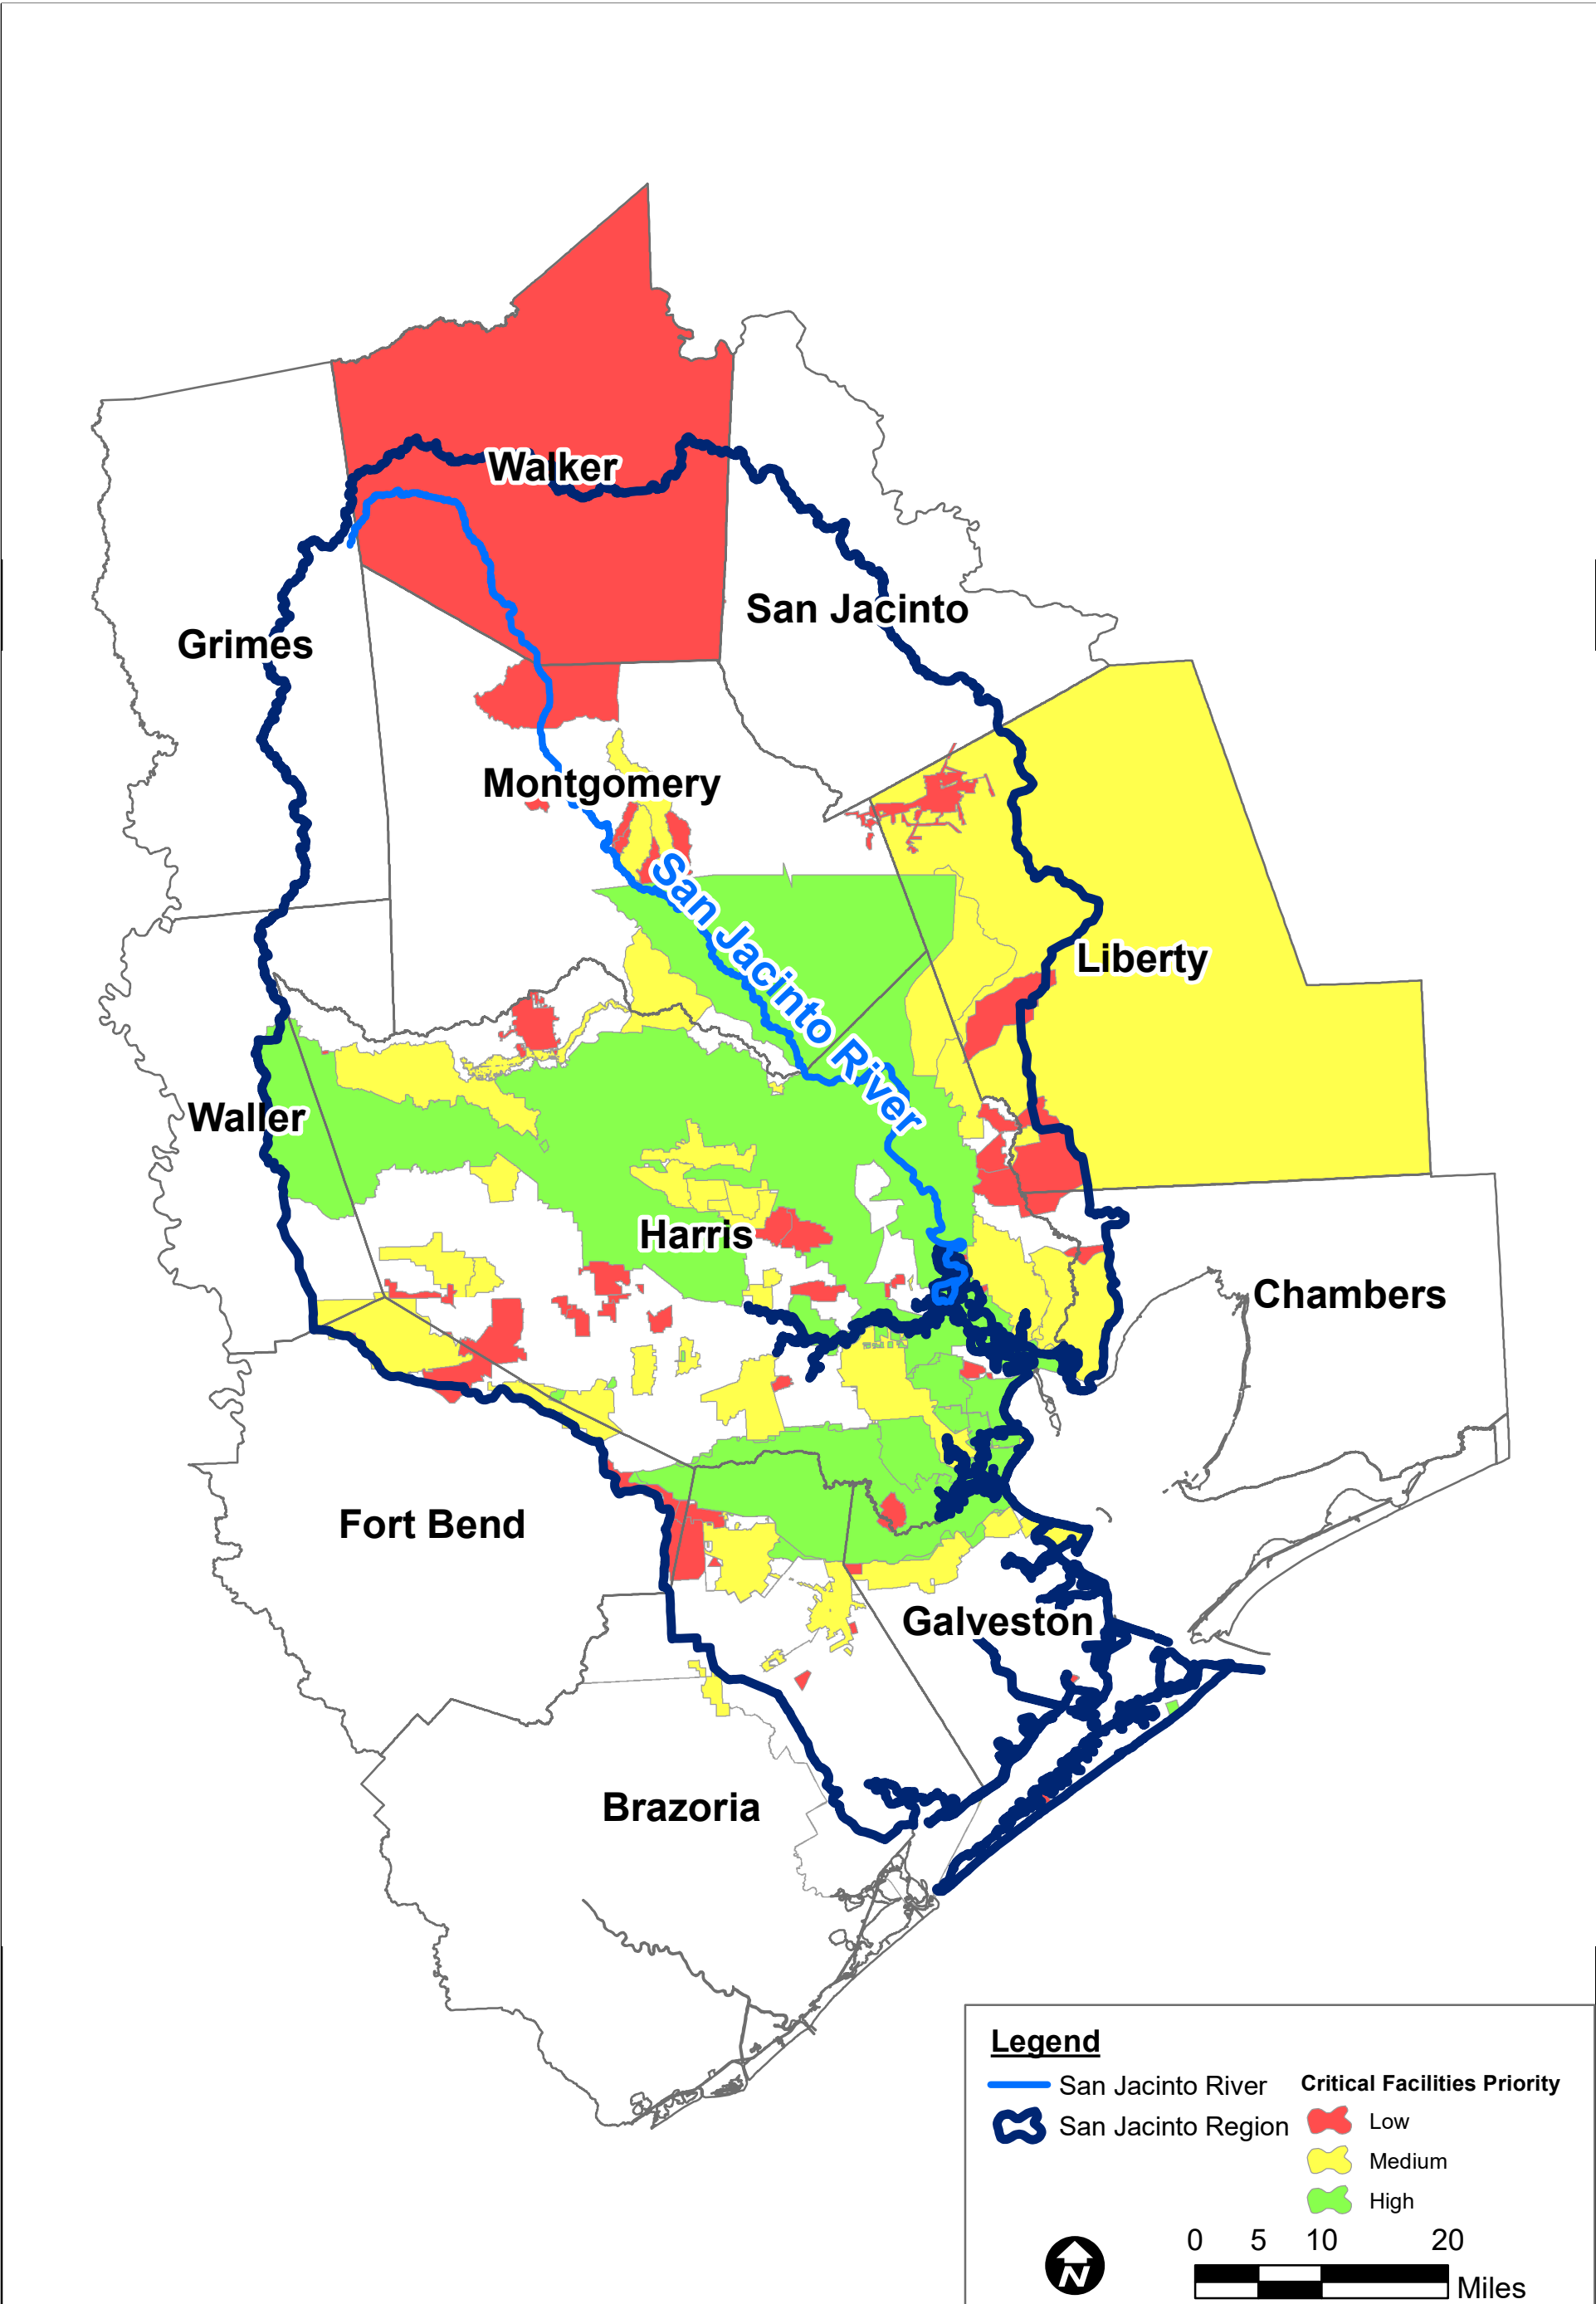 Walker
San Jacinto
Grimes
Montgomery
San Jacinto River
Liberty
Waller
Harris
Chambers
Fort Bend
Galveston
Brazoria
Legend
San Jacinto River
San Jacinto Region
Critical Facilities Priority
Low
Medium
High
N
0 5 10 20
Miles